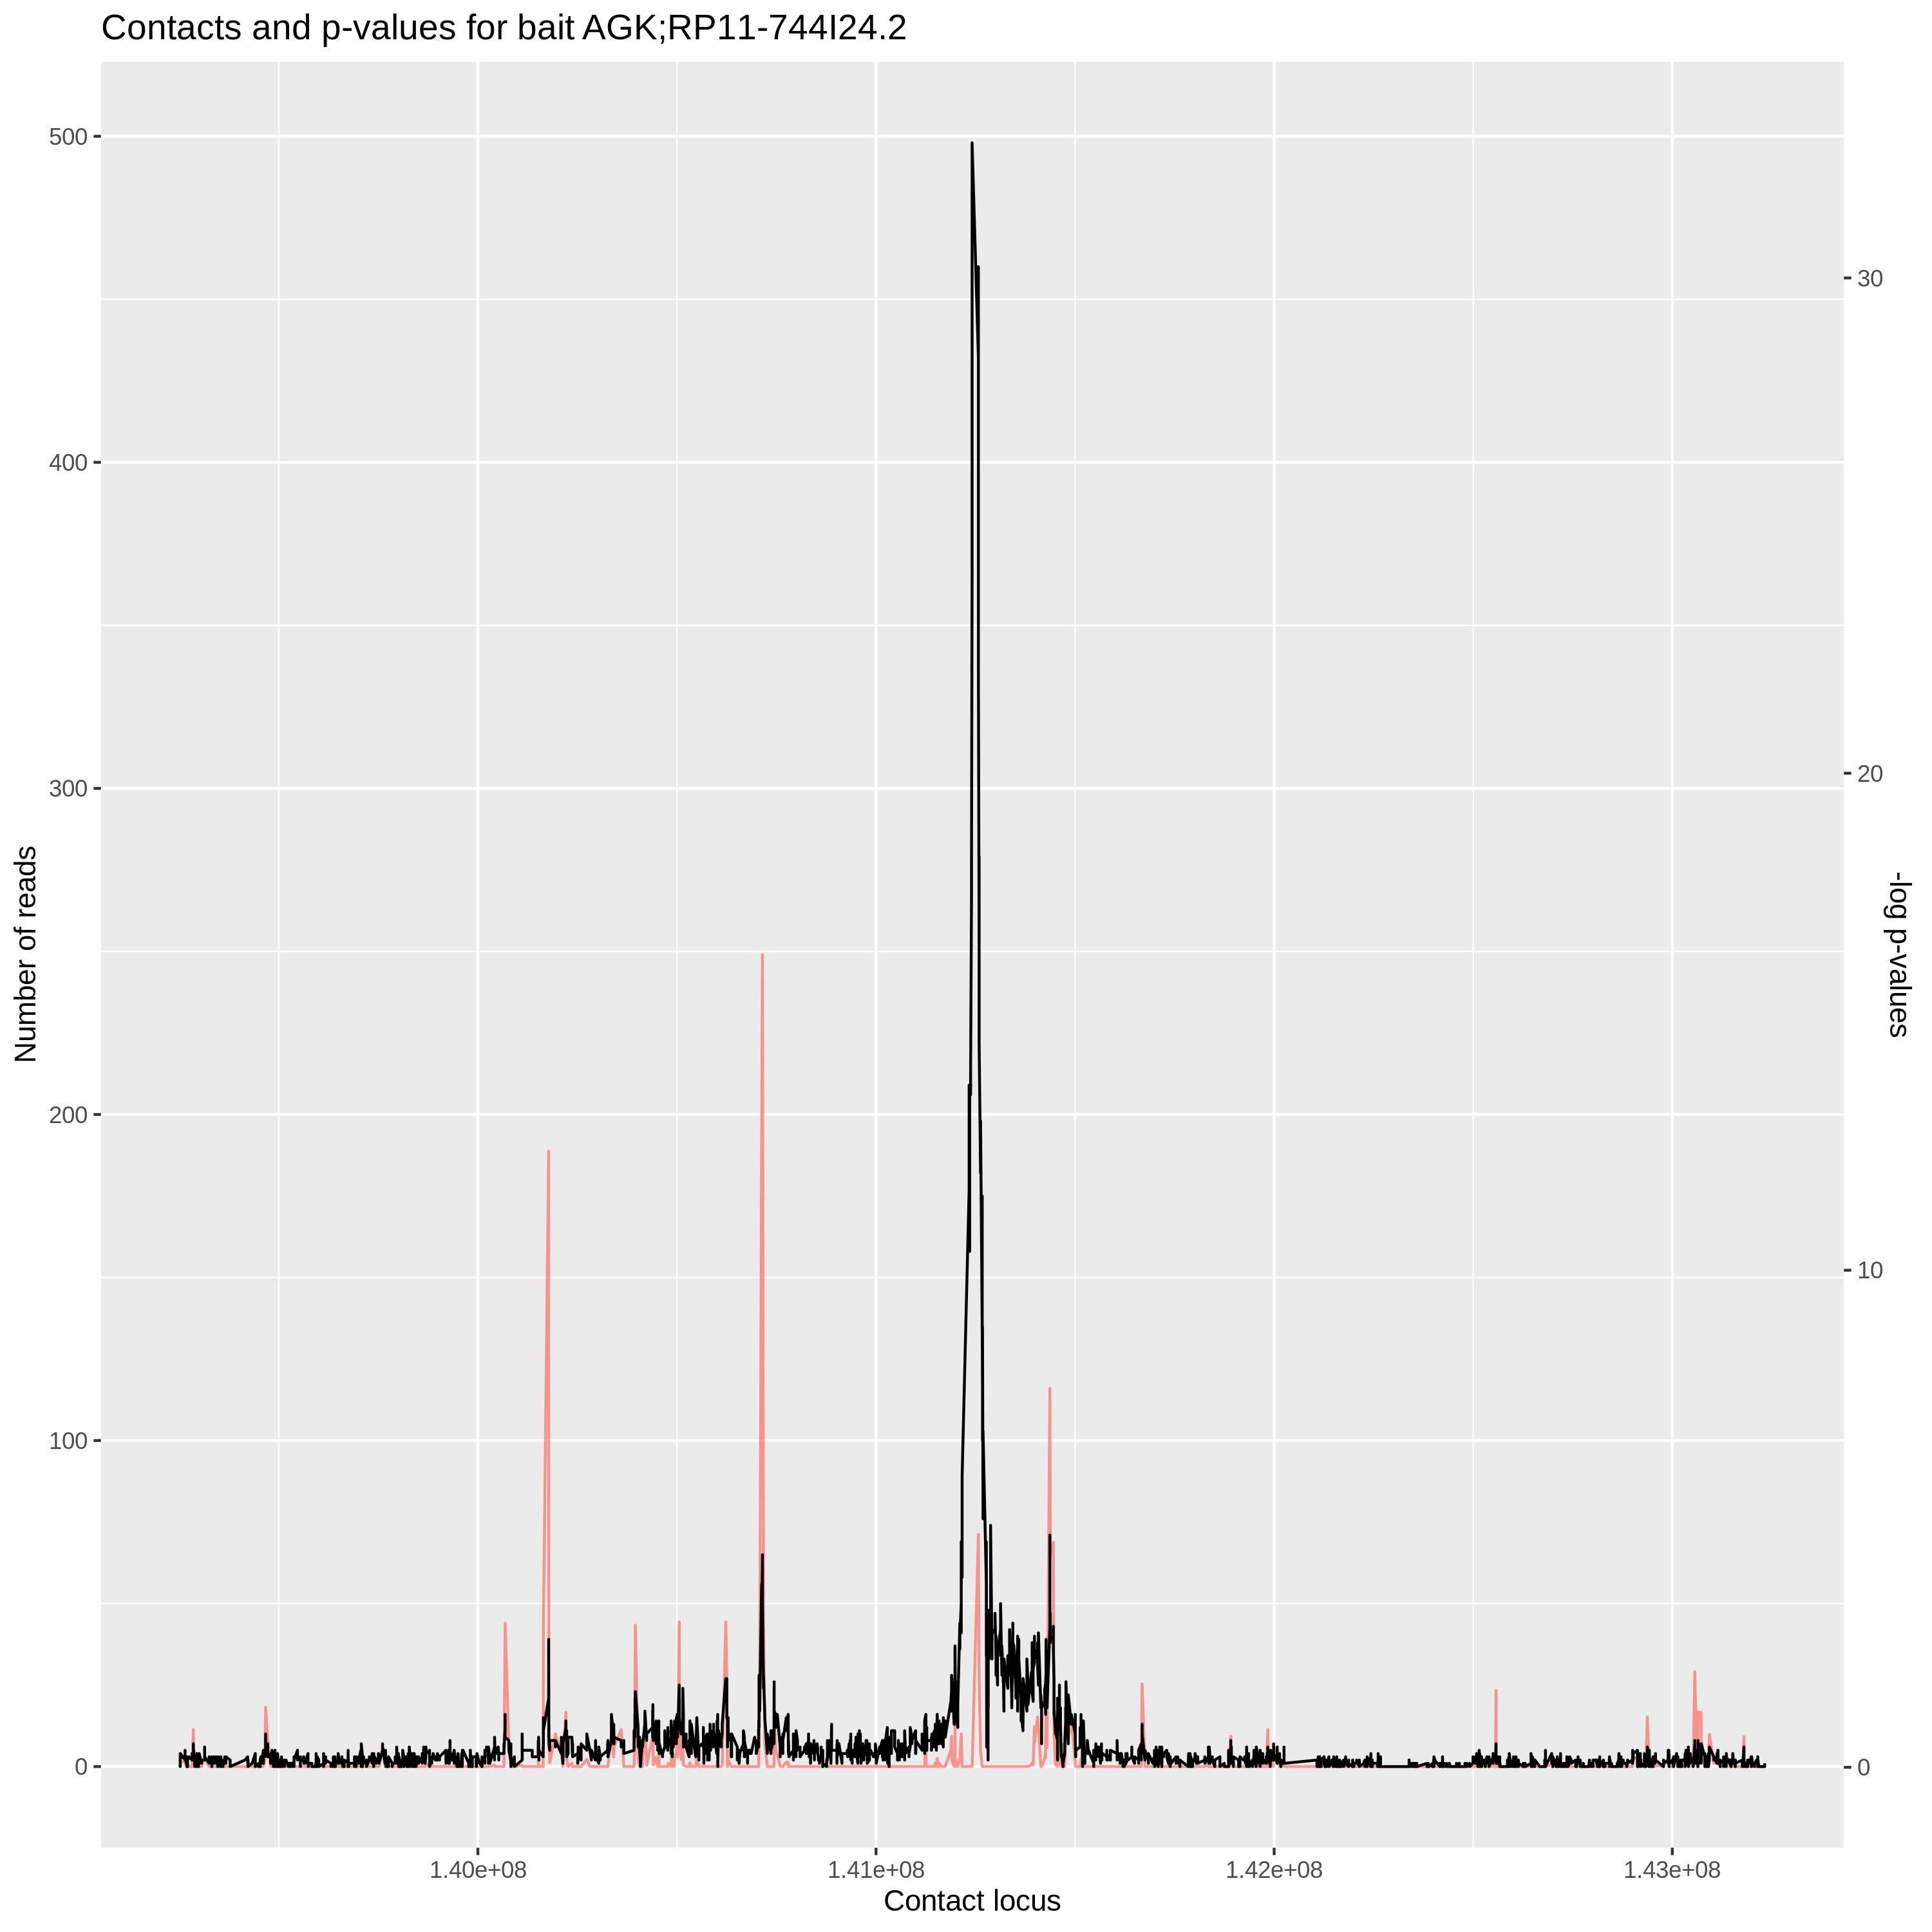 Contacts and p-values for bait AGK;RP11-744I24.2
500
400
300
200
100
0
Number of reads
30
20
10
0
-log p-values
1.40e+08
1.41e+08
1.42e+08
1.43e+08
Contact locus